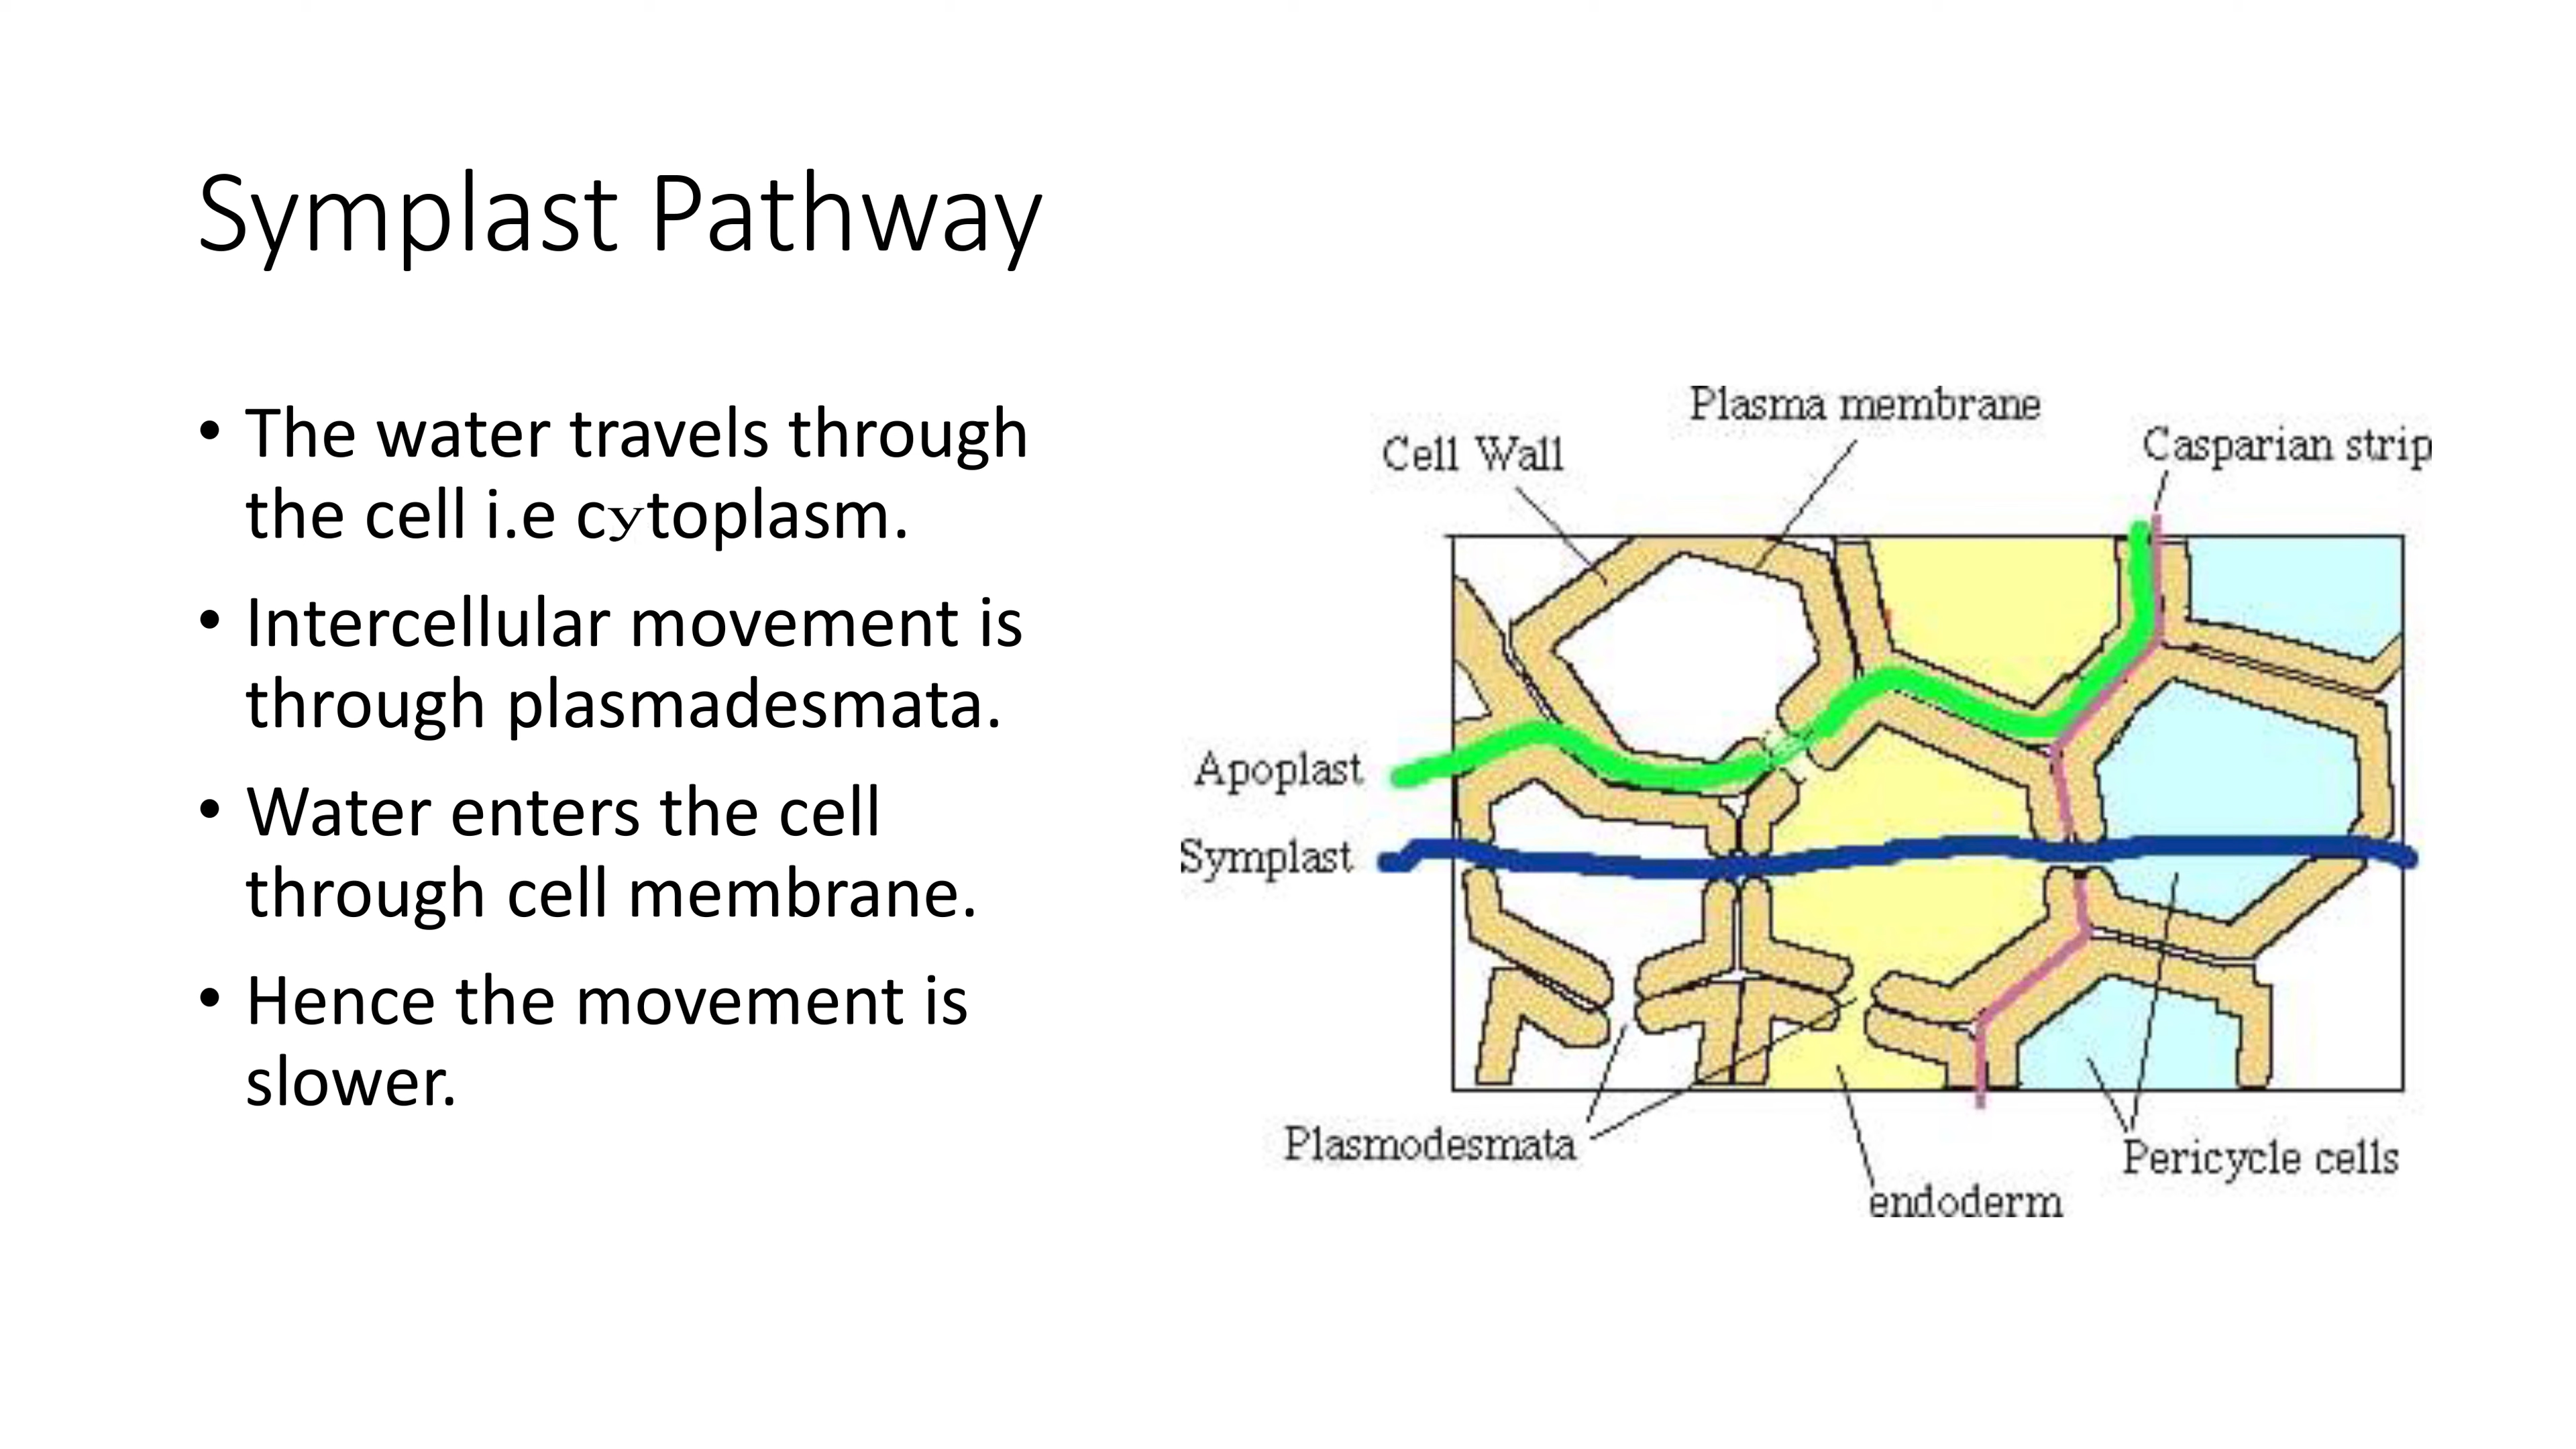 Symplast Pathway
• The water travels through
the cell i.e cytoplasm.
• Intercellular movement is
through plasmadesmata.
• Water enters the cell
through cell membrane.
• Hence the movement is
slower.
Plasma membrane
Cell Wall
Casparian strip
Apoplast
Symplast
Plasmodesmata
Pericycle cells
endoderm